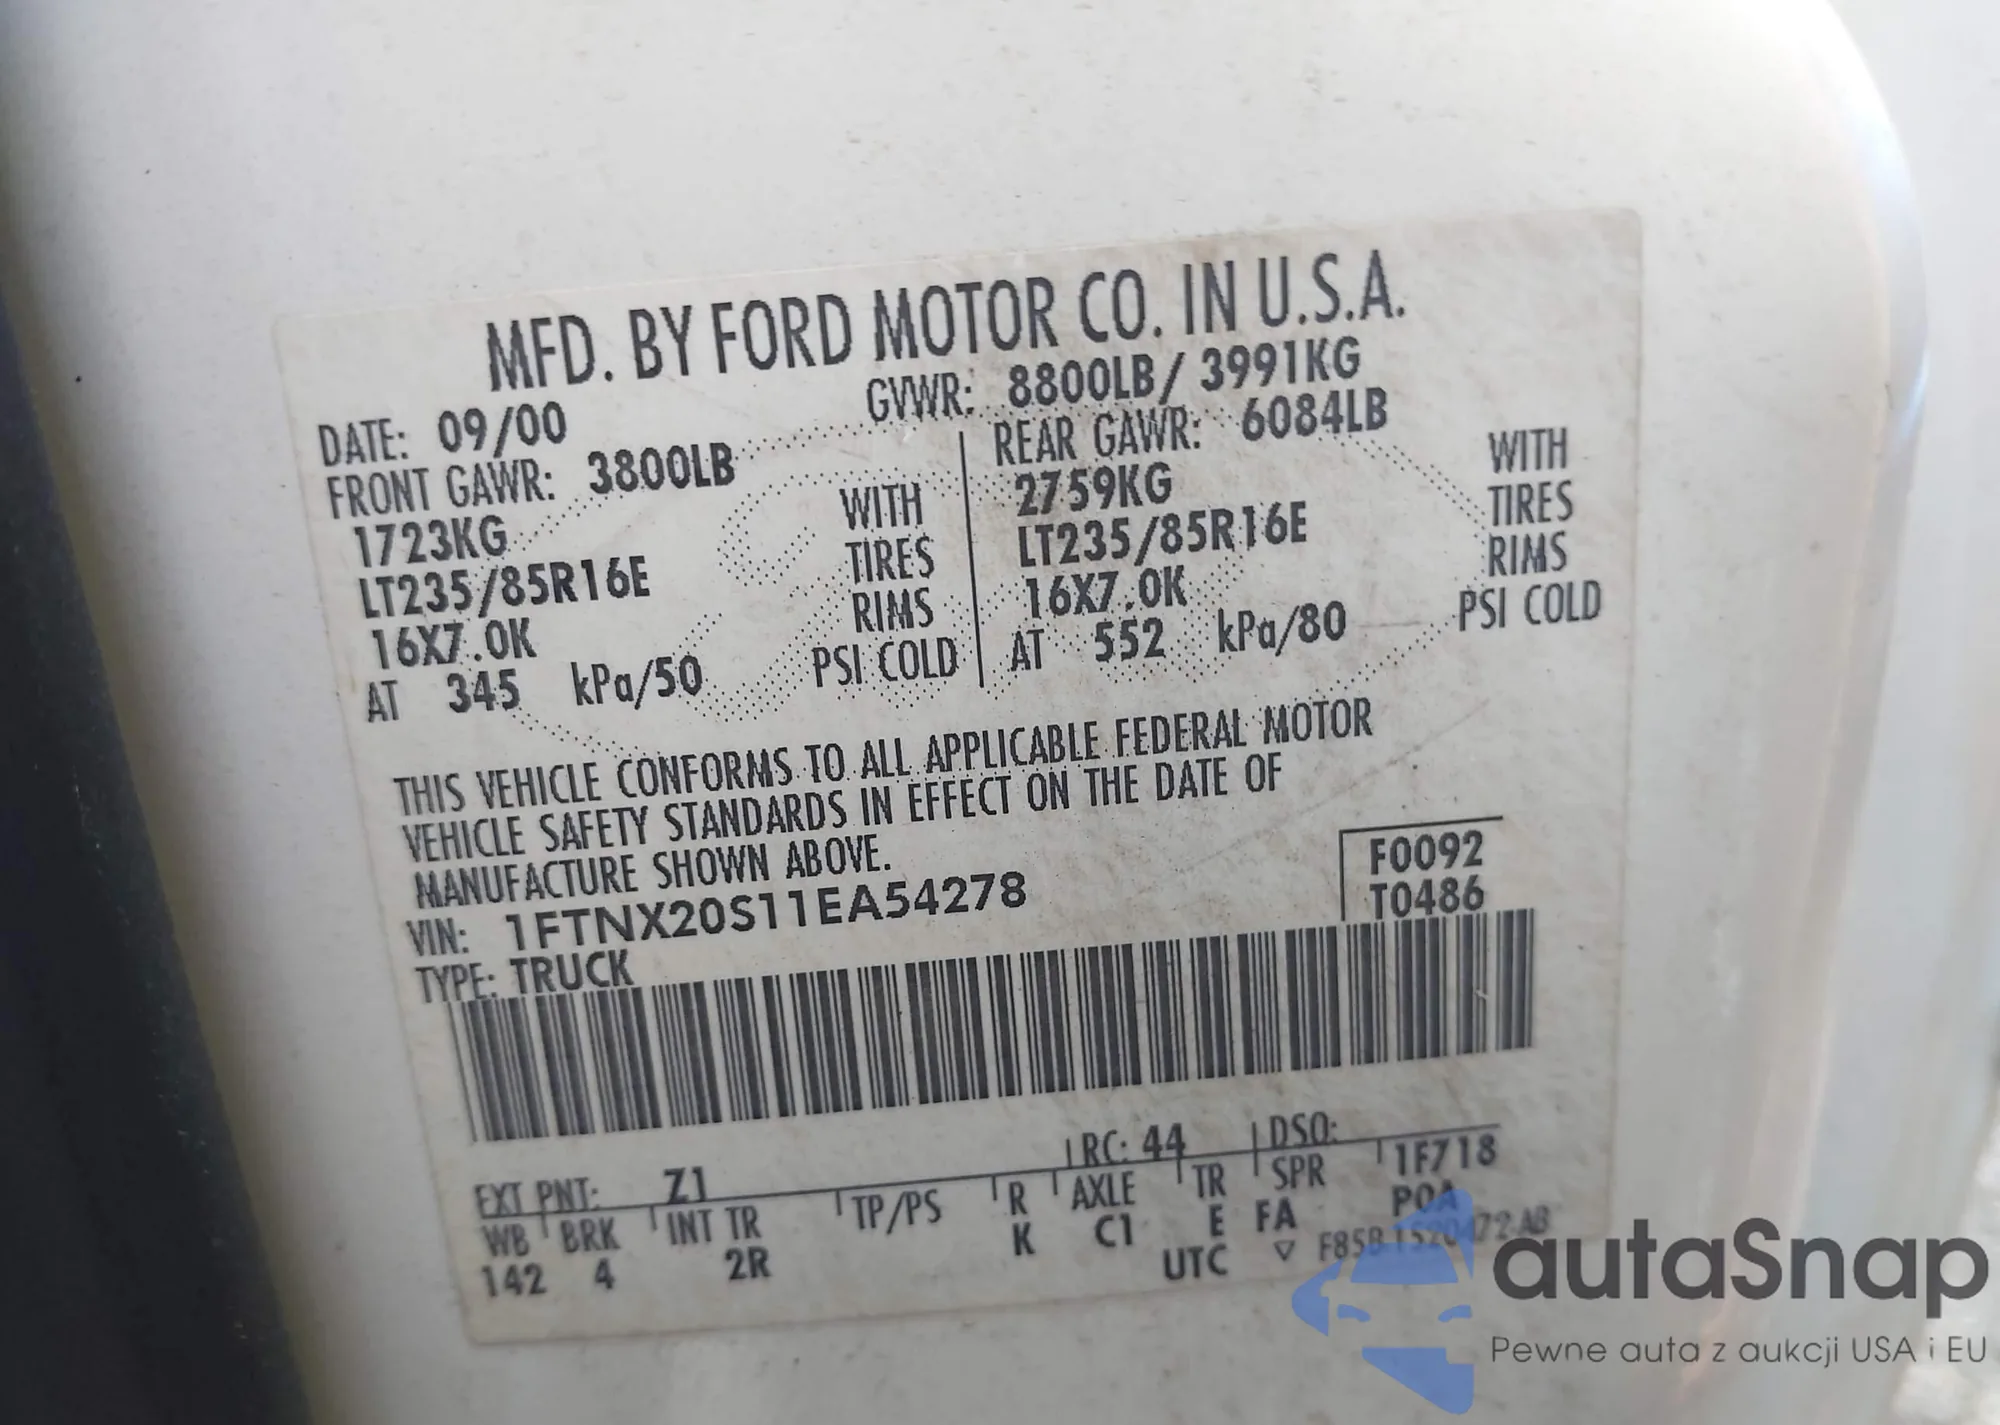 MFD. BY FORD MOTOR CO. IN U.S.A.
DATE: 09/00 GVWR: 8800LB/ 3991KG
FRONT GAWR: 3800LB REAR GAWR: 6084LB
1723KG WITH 2759KG WITH
LT235/85R16E TIRES LT235/85R16E TIRES
16X7.0K RIMS 16X7.0K RIMS
AT 345 kPa/50 PSI COLD AT 552 kPa/80 PSI COLD
THIS VEHICLE CONFORMS TO ALL APPLICABLE FEDERAL MOTOR
VEHICLE SAFETY STANDARDS IN EFFECT ON THE DATE OF
MANUFACTURE SHOWN ABOVE.
VIN: 1FTNX20S11EA54278 F0092
TYPE: TRUCK T0486
EXT PNT: Z1 RC: 44 DSO: 1F718
WB BRK INT TR TP/PS R AXLE TR SPR POA
142 4 2R K C1 E FA
UTC ▽ F85B 1520472 AB
autaSnap
Pewne auta z aukcji USA i EU